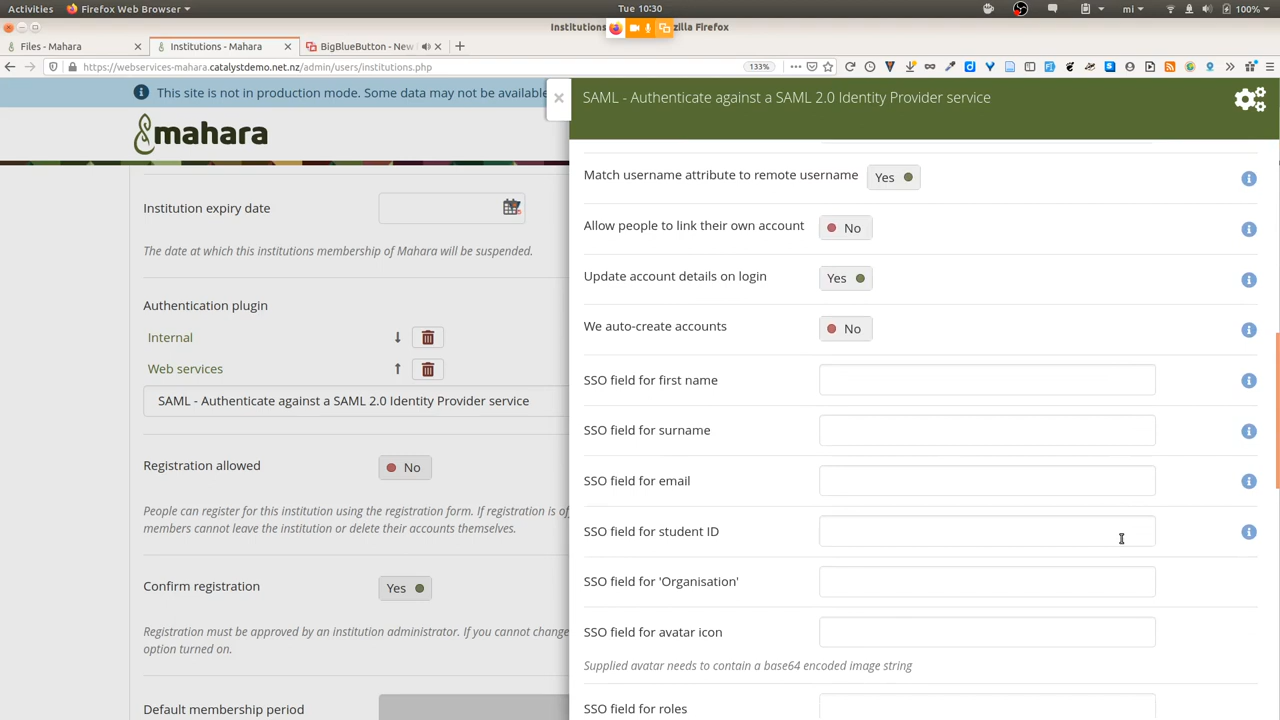 Activities Firefox Web Browser Tue 10:30 mi 100%
Institutions zilla Firefox
Files - Mahara Institutions - Mahara BigBlueButton - New
https://webservices-mahara.catalystdemo.net.nz/admin/users/institutions.php 133%
This site is not in production mode. Some data may not be available
mahara
Institution expiry date
The date at which this institutions membership of Mahara will be suspended.
Authentication plugin
Internal
Web services
SAML - Authenticate against a SAML 2.0 Identity Provider service
Registration allowed
No
People can register for this institution using the registration form. If registration is of
members cannot leave the institution or delete their accounts themselves.
Confirm registration
Yes
Registration must be approved by an institution administrator. If you cannot change
option turned on.
Default membership period
SAML - Authenticate against a SAML 2.0 Identity Provider service
Match username attribute to remote username Yes
Allow people to link their own account No
Update account details on login Yes
We auto-create accounts No
SSO field for first name
SSO field for surname
SSO field for email
SSO field for student ID
SSO field for 'Organisation'
SSO field for avatar icon
Supplied avatar needs to contain a base64 encoded image string
SSO field for roles